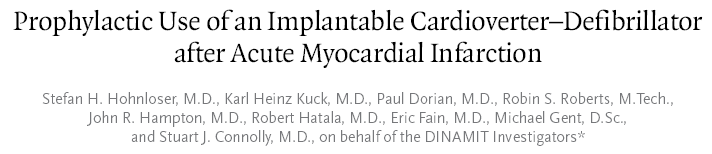 Prophylactic Use of an Implantable Cardioverter–Defibrillator
after Acute Myocardial Infarction
Stefan H. Hohnloser, M.D., Karl Heinz Kuck, M.D., Paul Dorian, M.D., Robin S. Roberts, M.Tech.,
John R. Hampton, M.D., Robert Hatala, M.D., Eric Fain, M.D., Michael Gent, D.Sc.,
and Stuart J. Connolly, M.D., on behalf of the DINAMIT Investigators*